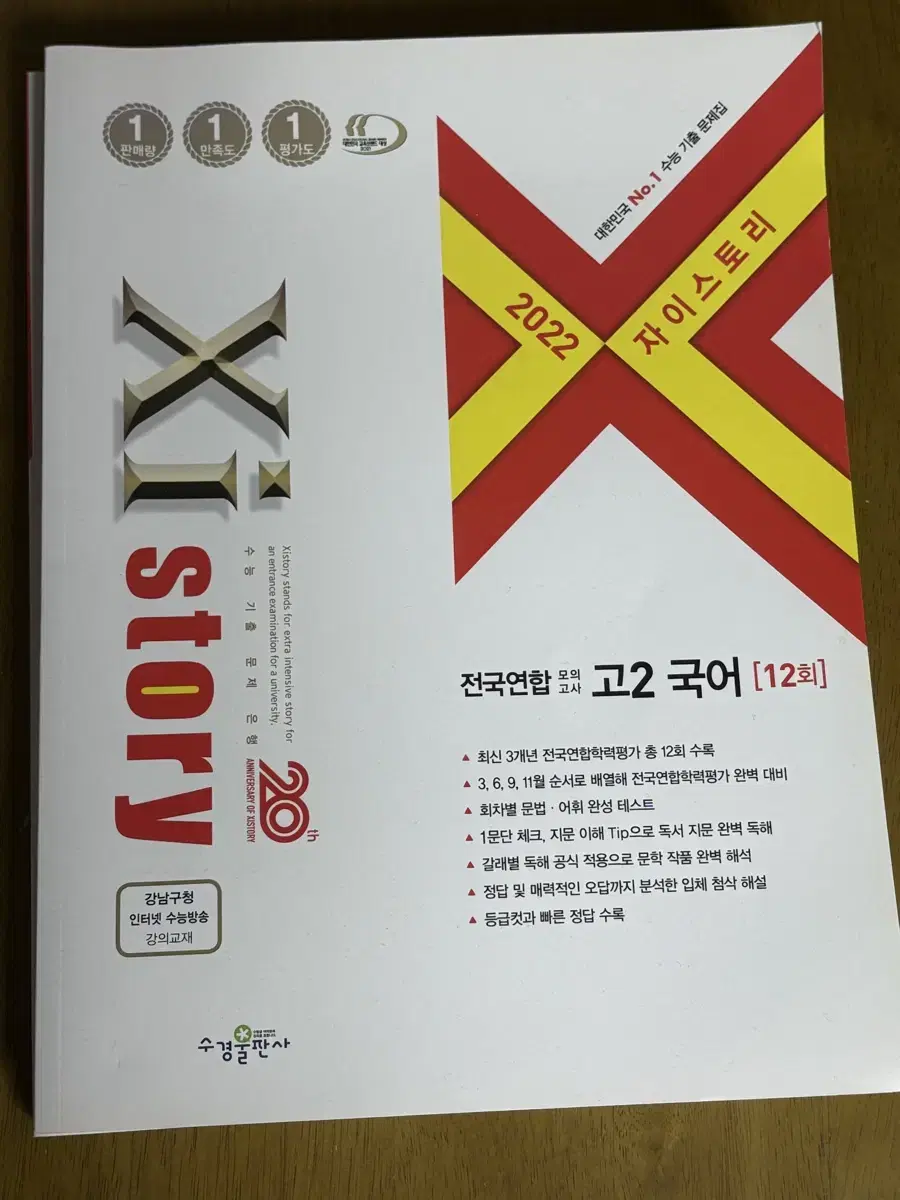 1
판매량
1
만족도
1
평가도
2021
대한민국 No.1 수능 기출 문제집
2022
자이스토리
Xi
story
Xistory stands for extra intensive story for
an entrance examination for a university.
수능 기출 문제 은행
20th
ANNIVERSARY OF XISTORY
전국연합 모의고사 고2 국어 [12회]
▲ 최신 3개년 전국연합학력평가 총 12회 수록
▲ 3, 6, 9, 11월 순서로 배열해 전국연합학력평가 완벽 대비
▲ 회차별 문법·어휘 완성 테스트
▲ 1문단 체크, 지문 이해 Tip으로 독서 지문 완벽 독해
▲ 갈래별 독해 공식 적용으로 문학 작품 완벽 해석
▲ 정답 및 매력적인 오답까지 분석한 입체 첨삭 해설
▲ 등급컷과 빠른 정답 수록
강남구청
인터넷 수능방송
강의교재
수경출판사